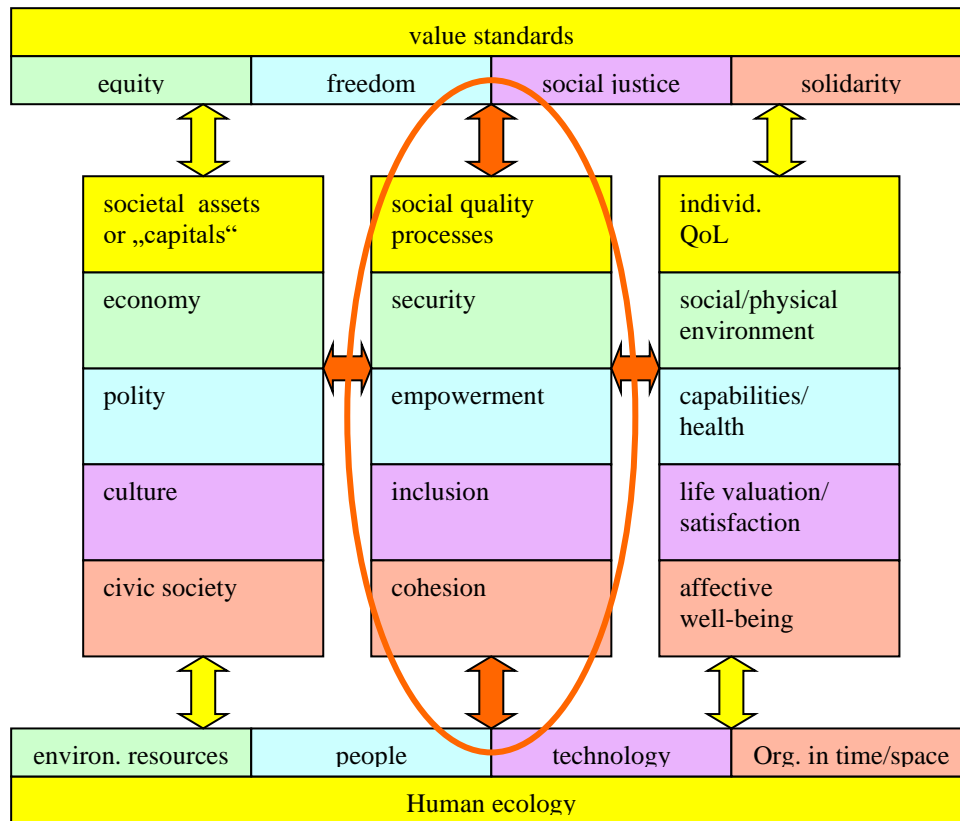 value standards
equity
freedom
social justice
solidarity
societal assets
or „capitals“
economy
polity
culture
civic society
social quality
processes
security
empowerment
inclusion
cohesion
individ.
QoL
social/physical
environment
capabilities/
health
life valuation/
satisfaction
affective
well-being
environ. resources
people
technology
Org. in time/space
Human ecology